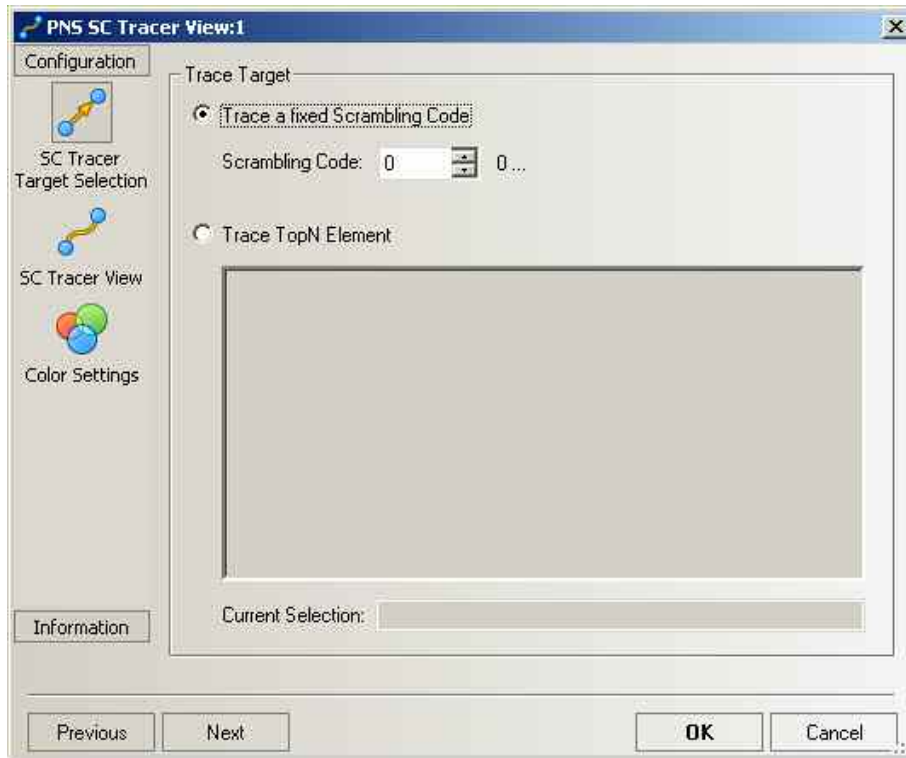 PNS SC Tracer View:1
Configuration
SC Tracer
Target Selection
SC Tracer View
Color Settings
Information
Trace Target
Trace a fixed Scrambling Code
Scrambling Code: 0 0 ...
Trace TopN Element
Current Selection:
Previous Next OK Cancel